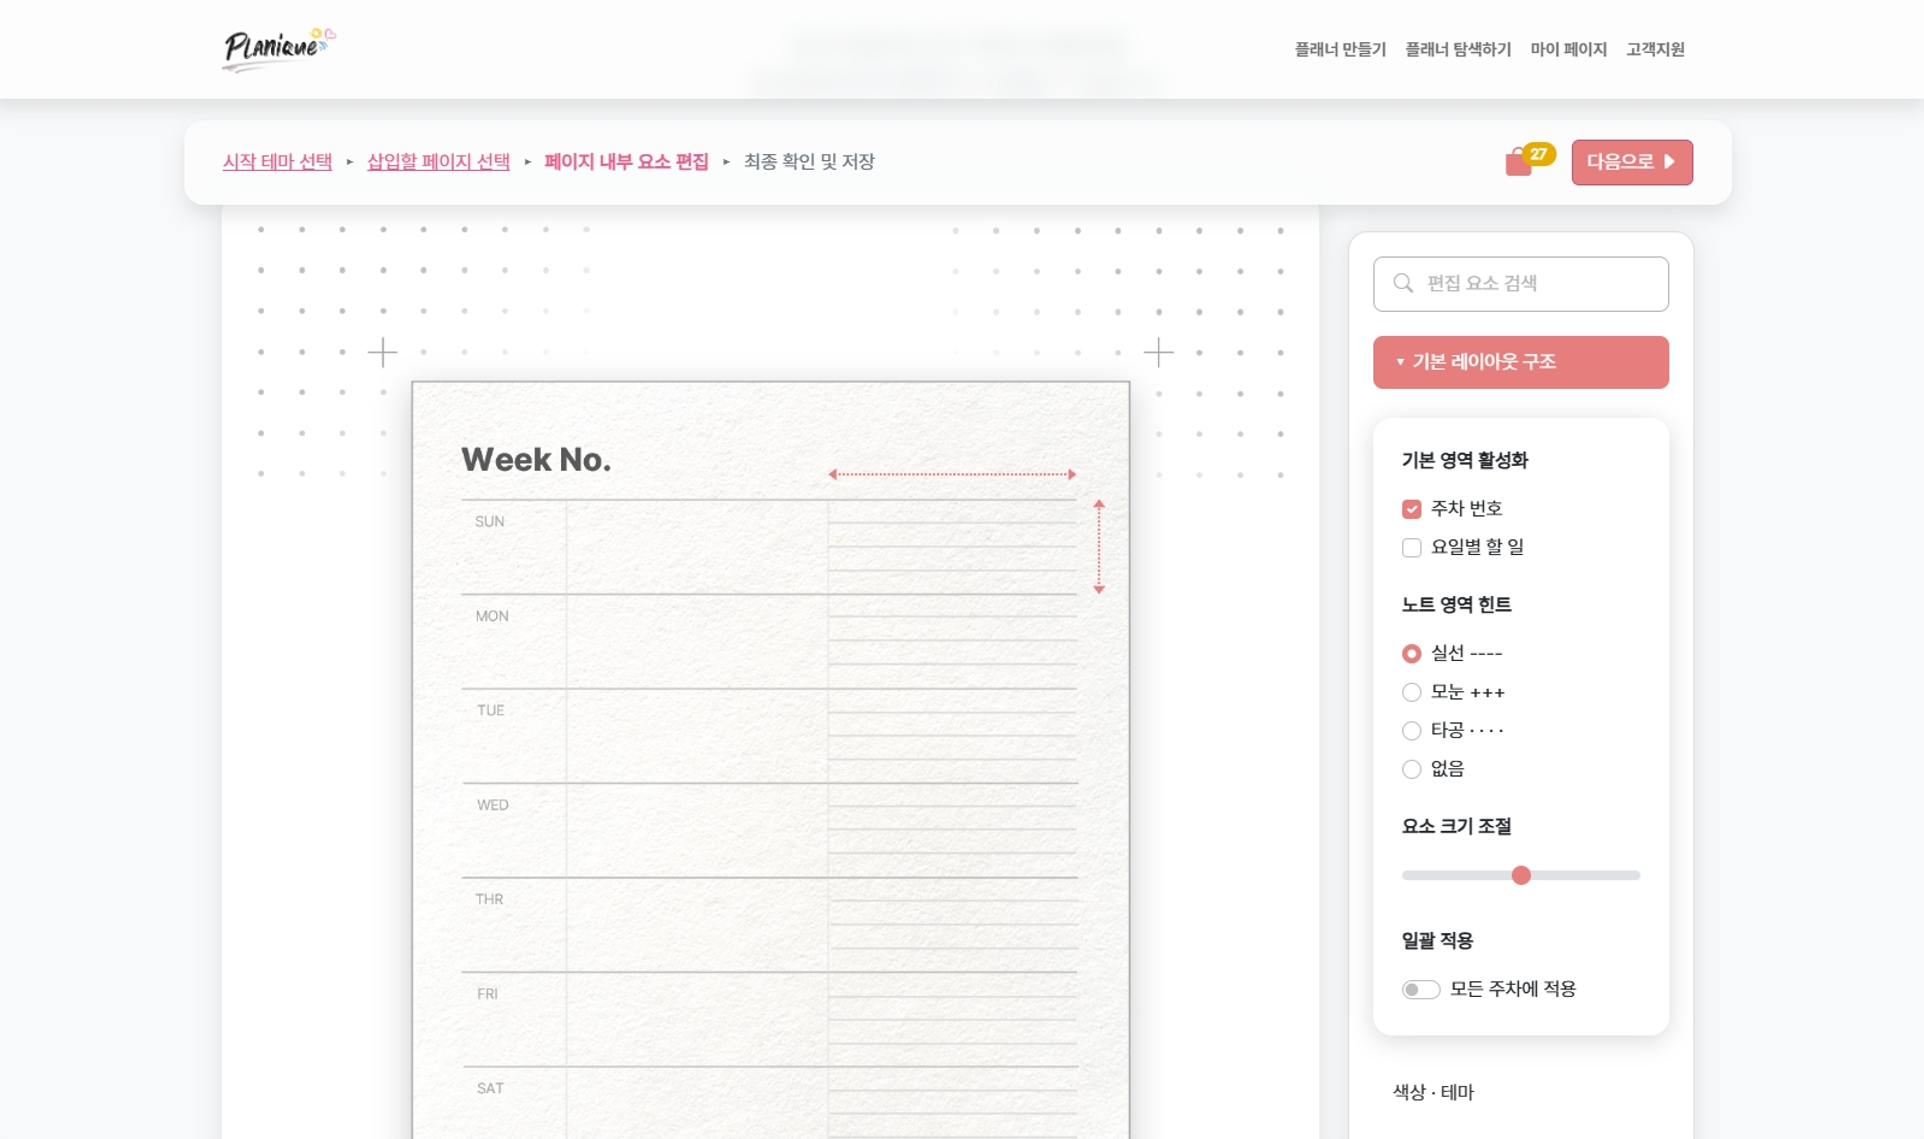 Planique
플래너 만들기 플래너 탐색하기 마이 페이지 고객지원
시작 테마 선택 ▸ 삽입할 페이지 선택 ▸ 페이지 내부 요소 편집 ▸ 최종 확인 및 저장
27
다음으로
Week No.
SUN
MON
TUE
WED
THR
FRI
SAT
편집 요소 검색
▾ 기본 레이아웃 구조
기본 영역 활성화
주차 번호
요일별 할 일
노트 영역 힌트
실선 ----
모눈 +++
타공 ····
없음
요소 크기 조절
일괄 적용
모든 주차에 적용
색상 · 테마